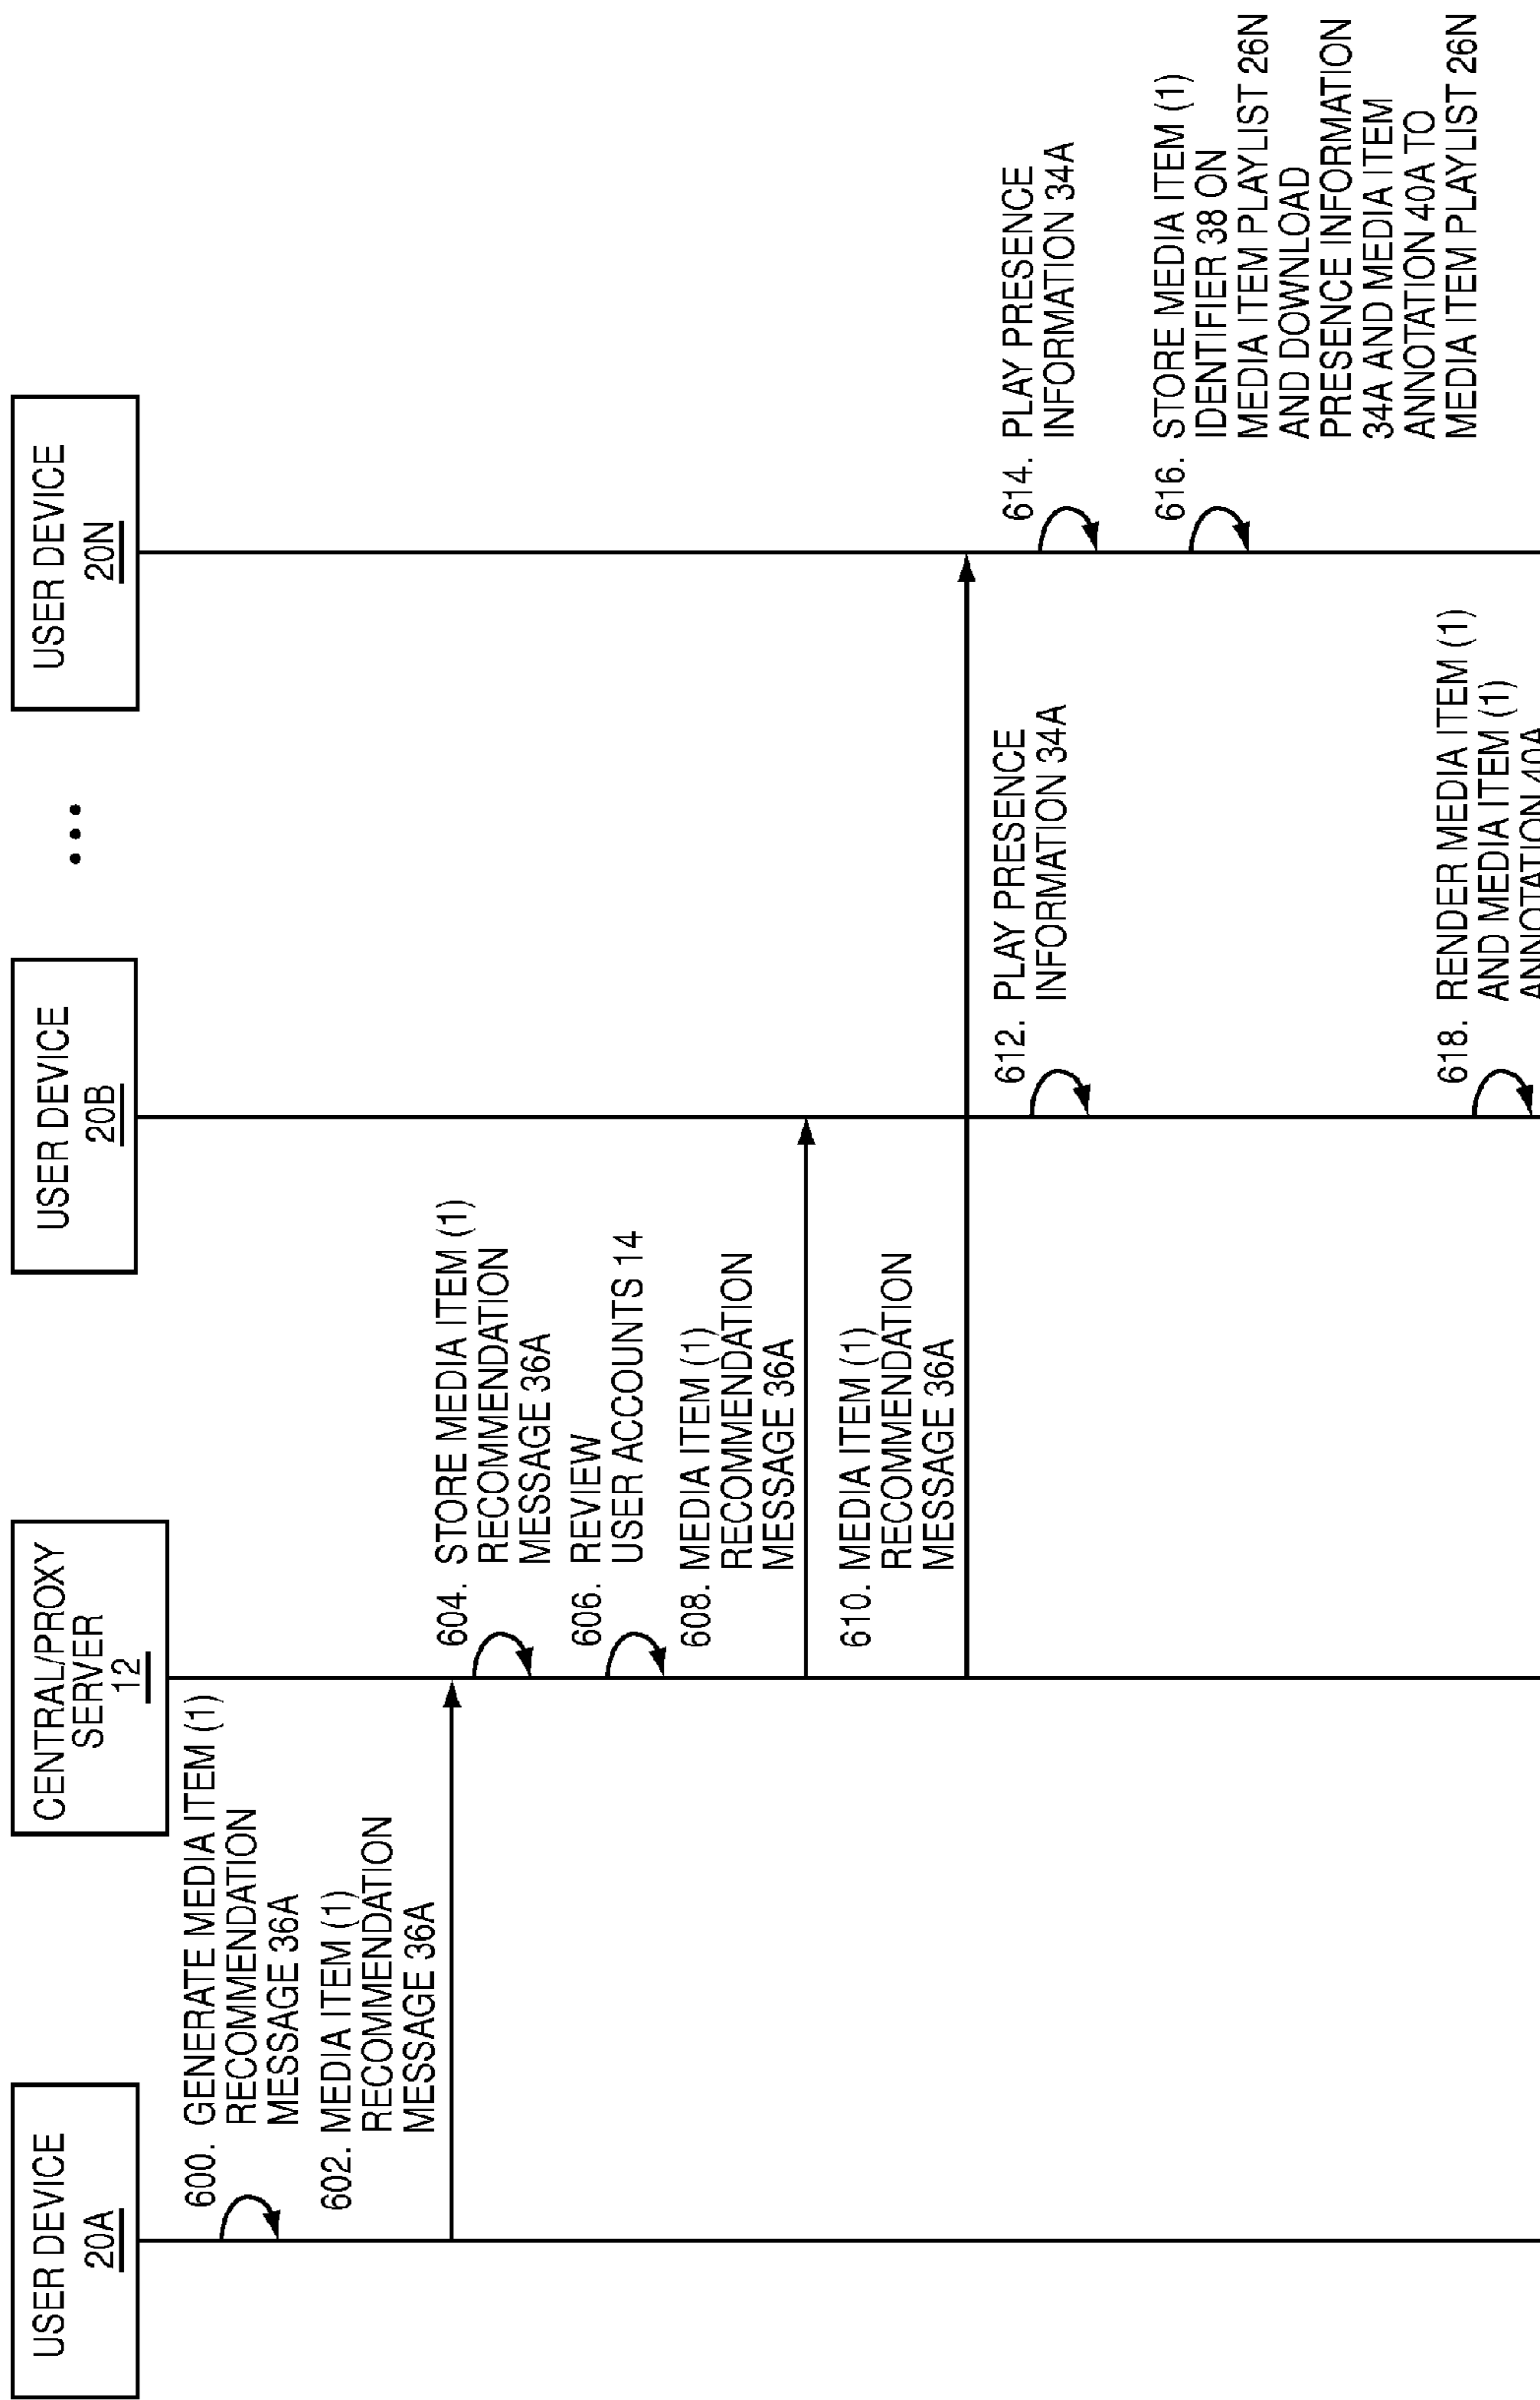 USER DEVICE
20A
CENTRAL/PROXY
SERVER
12
USER DEVICE
20B
...
USER DEVICE
20N
600. GENERATE MEDIA ITEM (1)
RECOMMENDATION
MESSAGE 36A
602. MEDIA ITEM (1)
RECOMMENDATION
MESSAGE 36A
604. STORE MEDIA ITEM (1)
RECOMMENDATION
MESSAGE 36A
606. REVIEW
USER ACCOUNTS 14
608. MEDIA ITEM (1)
RECOMMENDATION
MESSAGE 36A
610. MEDIA ITEM (1)
RECOMMENDATION
MESSAGE 36A
612. PLAY PRESENCE
INFORMATION 34A
614. PLAY PRESENCE
INFORMATION 34A
616. STORE MEDIA ITEM (1)
IDENTIFIER 38 ON
MEDIA ITEM PLAYLIST 26N
AND DOWNLOAD
PRESENCE INFORMATION
34A AND MEDIA ITEM
ANNOTATION 40A TO
MEDIA ITEM PLAYLIST 26N
618. RENDER MEDIA ITEM (1)
AND MEDIA ITEM (1)
ANNOTATION 40A